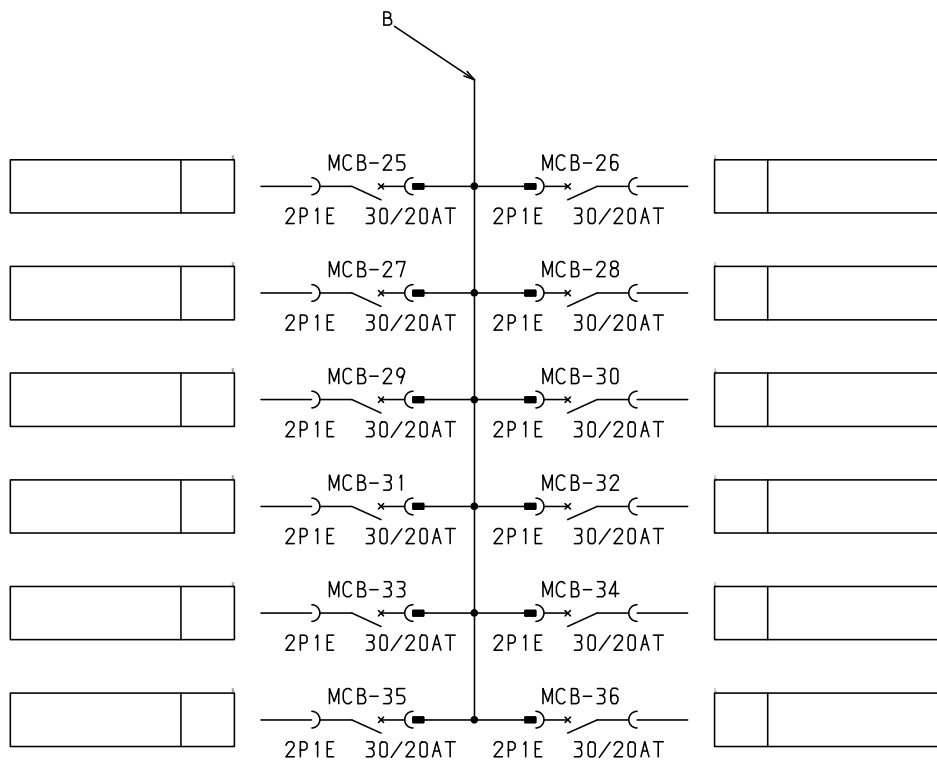 B
MCB-25 MCB-26
2P1E 30/20AT 2P1E 30/20AT
MCB-27 MCB-28
2P1E 30/20AT 2P1E 30/20AT
MCB-29 MCB-30
2P1E 30/20AT 2P1E 30/20AT
MCB-31 MCB-32
2P1E 30/20AT 2P1E 30/20AT
MCB-33 MCB-34
2P1E 30/20AT 2P1E 30/20AT
MCB-35 MCB-36
2P1E 30/20AT 2P1E 30/20AT